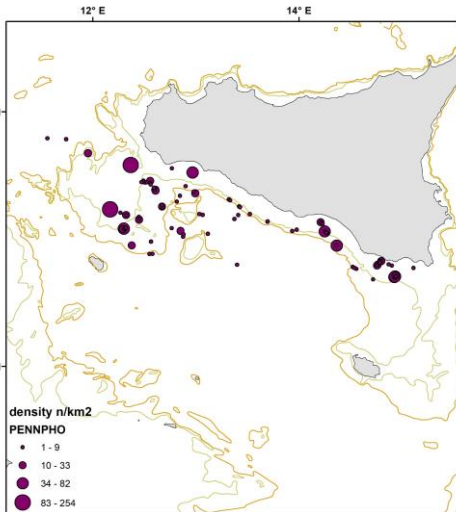 12° E
14° E
density n/km2
PENNPHO
1 - 9
10 - 33
34 - 82
83 - 254